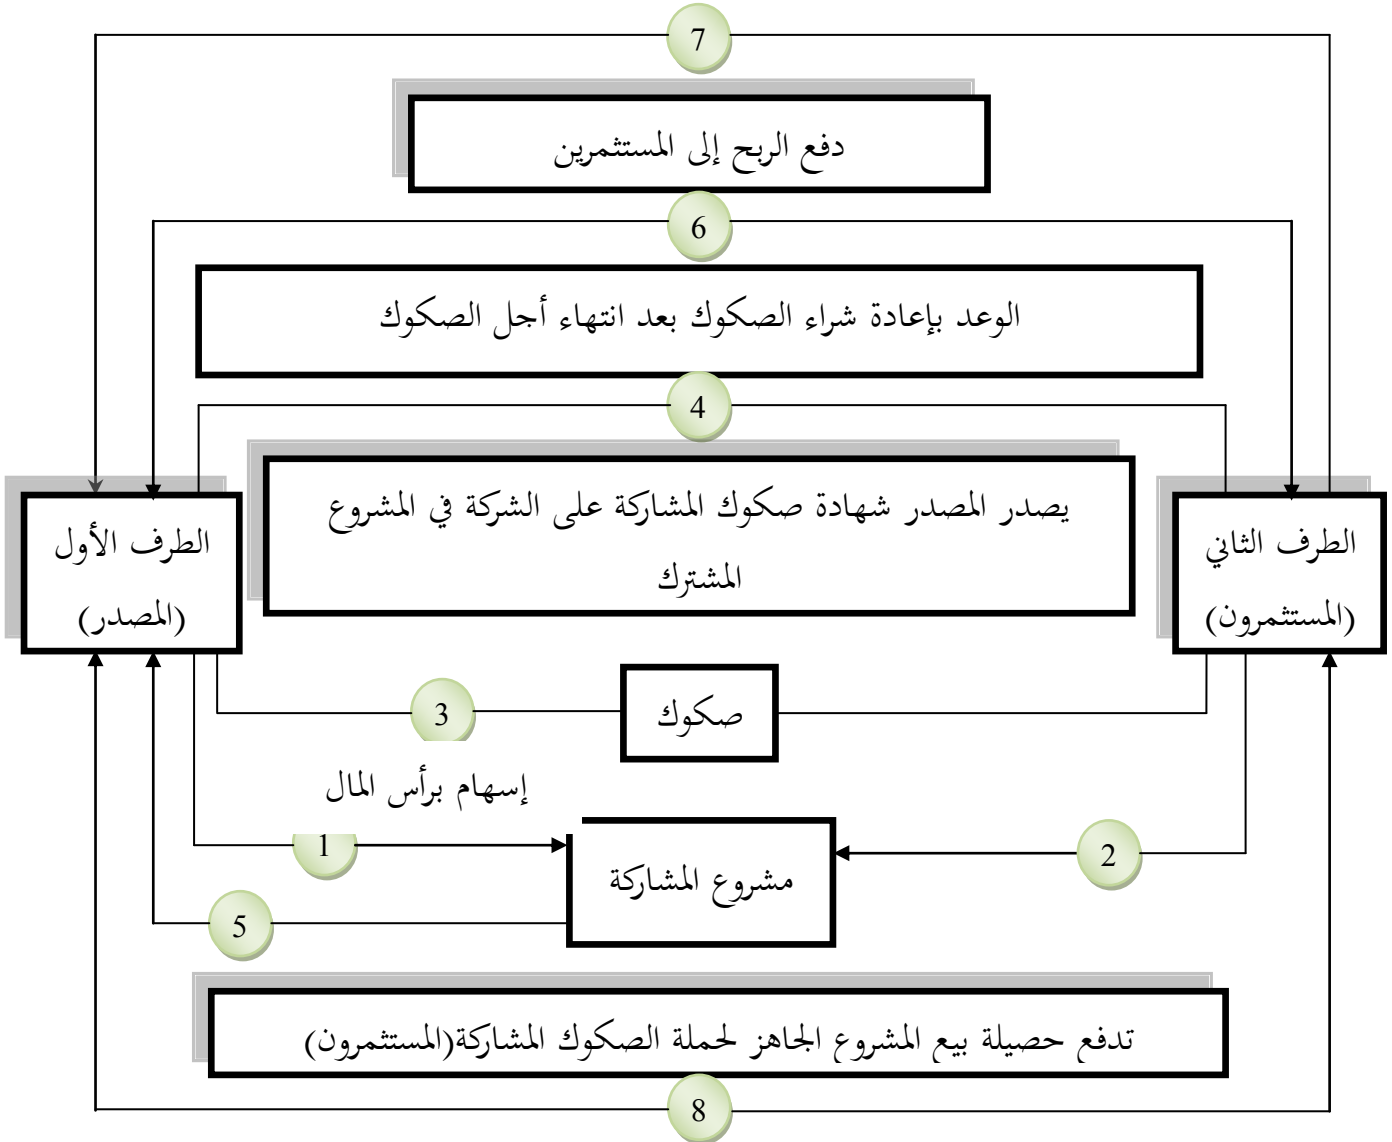 7
دفع الربح إلى المستثمرين
6
الوعد بإعادة شراء الصكوك بعد انتهاء أجل الصكوك
4
يصدر المصدر شهادة صكوك المشاركة على الشركة في المشروع
المشترك
الطرف الثاني
(المستثمرون)
الطرف الأول
(المصدر)
صكوك
3
إسهام برأس المال
1
2
مشروع المشاركة
5
تدفع حصيلة بيع المشروع الجاهز لحملة الصكوك المشاركة(المستثمرون)
8